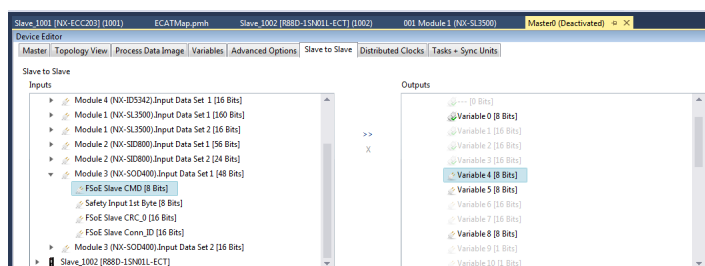 Slave_1001 [NX-ECC203] (1001) ECATMap.pmh Slave_1002 [R88D-1SN01L-ECT] (1002) 001 Module 1 (NX-SL3500) Master0 (Deactivated)
Device Editor
Master Topology View Process Data Image Variables Advanced Options Slave to Slave Distributed Clocks Tasks + Sync Units
Slave to Slave
Inputs
Module 4 (NX-ID5342).Input Data Set 1 [16 Bits]
Module 1 (NX-SL3500).Input Data Set 1 [160 Bits]
Module 1 (NX-SL3500).Input Data Set 2 [16 Bits]
Module 2 (NX-SID800).Input Data Set 1 [56 Bits]
Module 2 (NX-SID800).Input Data Set 2 [24 Bits]
Module 3 (NX-SOD400).Input Data Set 1 [48 Bits]
FSoE Slave CMD [8 Bits]
Safety Input 1st Byte [8 Bits]
FSoE Slave CRC_0 [16 Bits]
FSoE Slave Conn_ID [16 Bits]
Module 3 (NX-SOD400).Input Data Set 2 [16 Bits]
Slave_1002 [R88D-1SN01L-ECT]
>>
X
Outputs
---- [0 Bits]
Variable 0 [8 Bits]
Variable 1 [16 Bits]
Variable 2 [16 Bits]
Variable 3 [16 Bits]
Variable 4 [8 Bits]
Variable 5 [8 Bits]
Variable 6 [16 Bits]
Variable 7 [16 Bits]
Variable 8 [8 Bits]
Variable 9 [1 Bits]
Variable 10 [1 Bits]